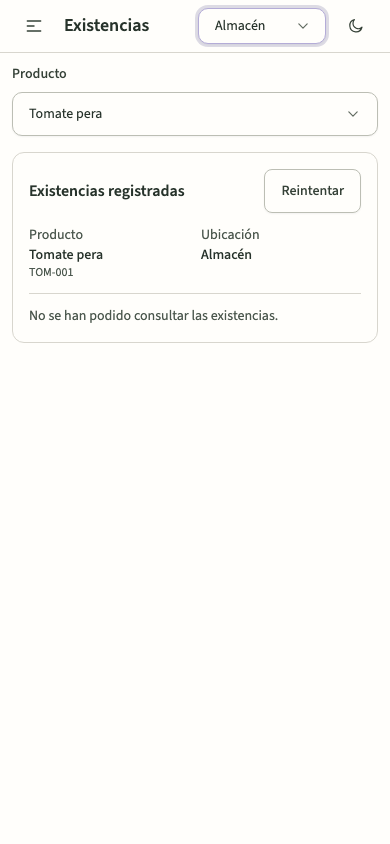 Existencias
Almacén
Producto
Tomate pera
Existencias registradas
Reintentar
Producto
Ubicación
Tomate pera
Almacén
TOM-001
No se han podido consultar las existencias.